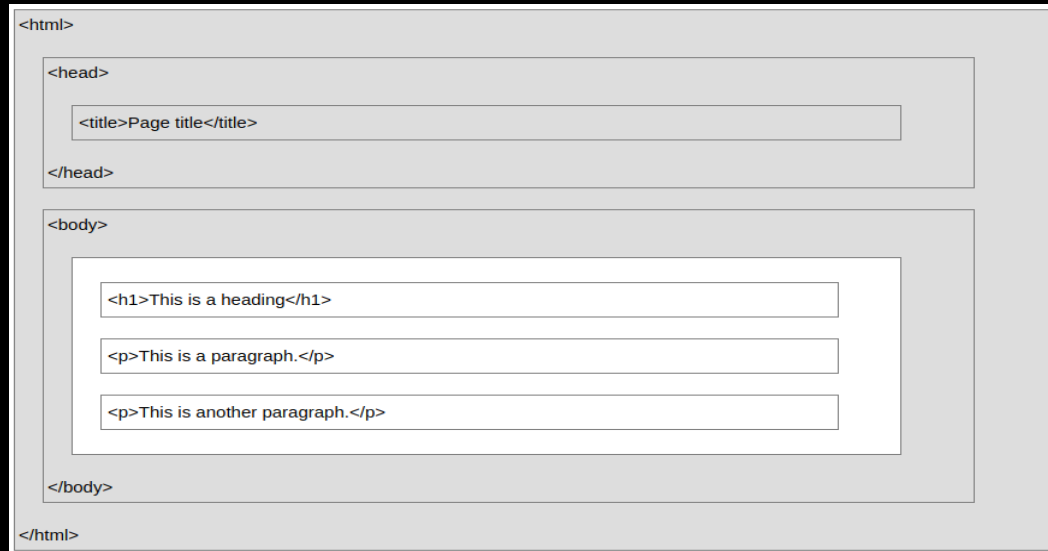 <html>
<head>
<title>Page title</title>
</head>
<body>
<h1>This is a heading</h1>
<p>This is a paragraph.</p>
<p>This is another paragraph.</p>
</body>
</html>